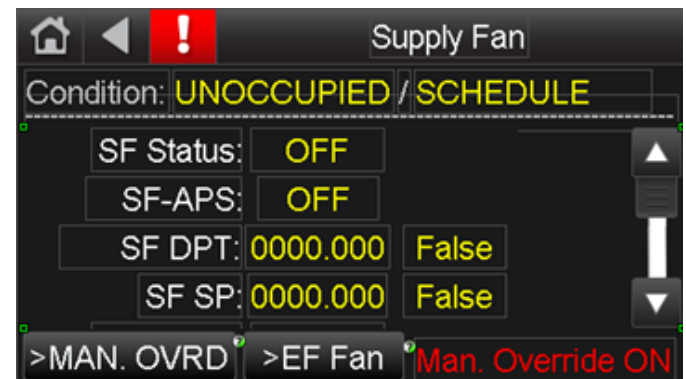 Supply Fan
Condition: UNOCCUPIED / SCHEDULE
SF Status: OFF
SF-APS: OFF
SF DPT: 0000.000 False
SF SP: 0000.000 False
>MAN. OVRD >EF Fan Man. Override ON